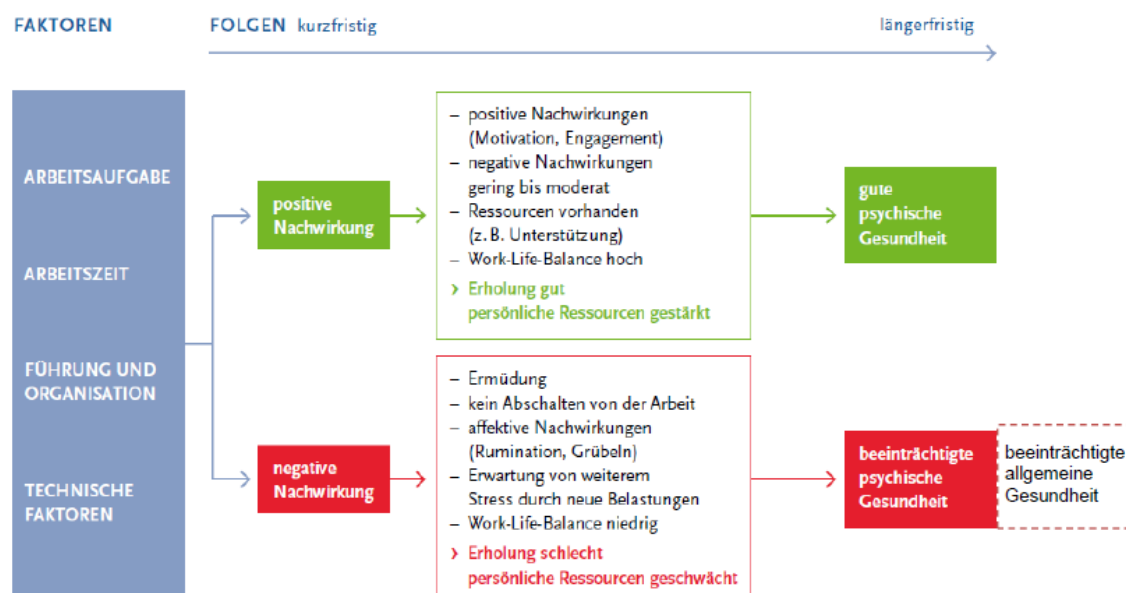 FAKTOREN
FOLGEN kurzfristig
längerfristig
ARBEITSAUFGABE
ARBEITSZEIT
FÜHRUNG UND
ORGANISATION
TECHNISCHE
FAKTOREN
positive
Nachwirkung
– positive Nachwirkungen
(Motivation, Engagement)
– negative Nachwirkungen
gering bis moderat
– Ressourcen vorhanden
(z. B. Unterstützung)
– Work-Life-Balance hoch
› Erholung gut
persönliche Ressourcen gestärkt
gute
psychische
Gesundheit
negative
Nachwirkung
– Ermüdung
– kein Abschalten von der Arbeit
– affektive Nachwirkungen
(Rumination, Grübeln)
– Erwartung von weiterem
Stress durch neue Belastungen
– Work-Life-Balance niedrig
› Erholung schlecht
persönliche Ressourcen geschwächt
beeinträchtigte
psychische
Gesundheit
beeinträchtigte
allgemeine
Gesundheit